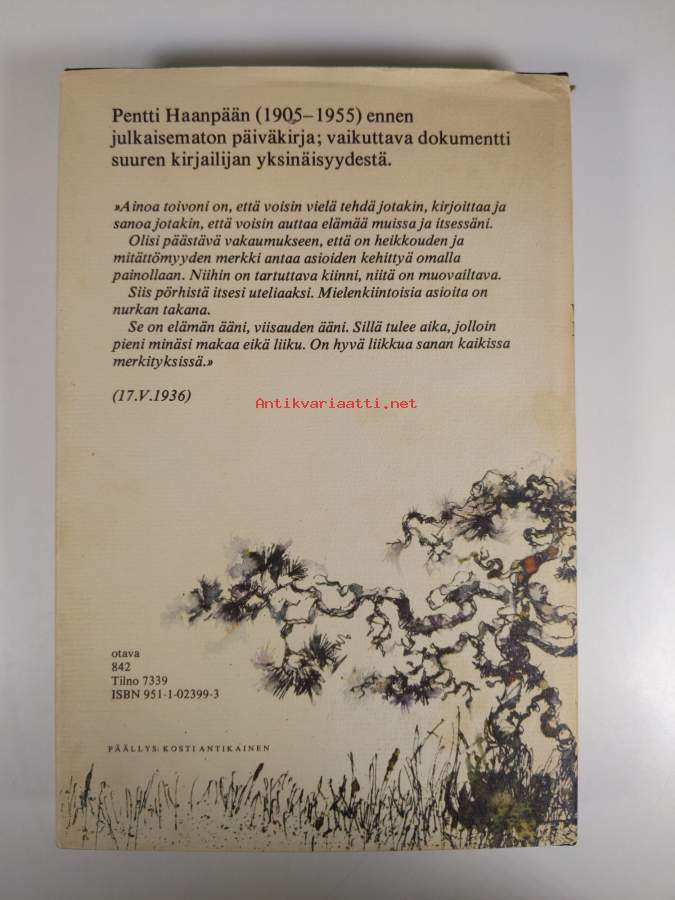 Pentti Haanpään (1905–1955) ennen
julkaisematon päiväkirja; vaikuttava dokumentti
suuren kirjailijan yksinäisyydestä.
»Ainoa toivoni on, että voisin vielä tehdä jotakin, kirjoittaa ja
sanoa jotakin, että voisin auttaa elämää muissa ja itsessäni.
Olisi päästävä vakaumukseen, että on heikkouden ja
mitättömyyden merkki antaa asioiden kehittyä omalla
painollaan. Niihin on tartuttava kiinni, niitä on muovailtava.
Siis pörhistä itsesi uteliaaksi. Mielenkiintoisia asioita on
nurkan takana.
Se on elämän ääni, viisauden ääni. Sillä tulee aika, jolloin
pieni minäsi makaa eikä liiku. On hyvä liikkua sanan kaikissa
merkityksissä.»
(17.V.1936)
Antikvariaatti.net
otava
842
Tilno 7339
ISBN 951-1-02399-3
PÄÄLLYS: KOSTI ANTIKAINEN